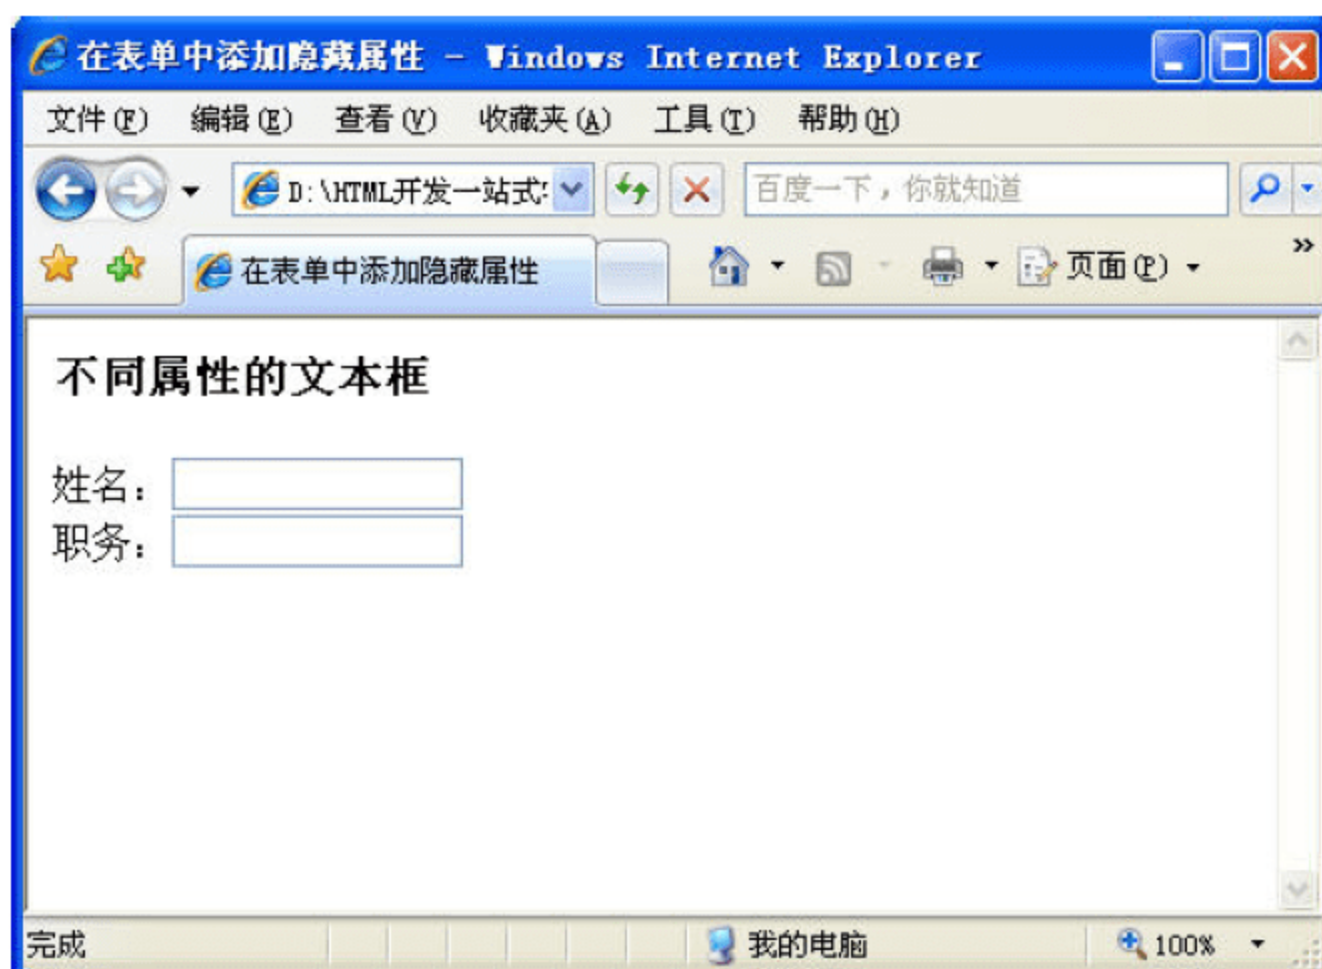 在表单中添加隐藏属性 - Windows Internet Explorer
文件(F) 编辑(E) 查看(V) 收藏夹(A) 工具(T) 帮助(H)
D:\HTML开发一站式 百度一下，你就知道
在表单中添加隐藏属性 页面(P) »
不同属性的文本框
姓名：
职务：
完成 我的电脑 100%